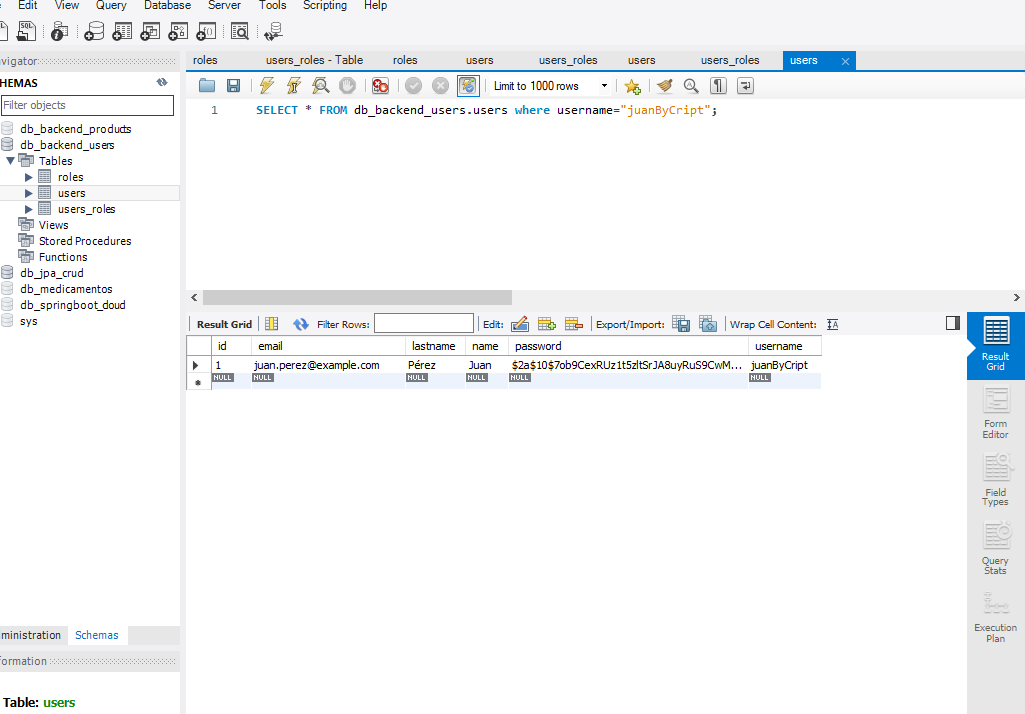 Edit View Query Database Server Tools Scripting Help
SQL
vigator
roles users_roles - Table roles users users_roles users users_roles users
HEMAS
Limit to 1000 rows
Filter objects
1 SELECT * FROM db_backend_users.users where username="juanByCript";
db_backend_products
db_backend_users
Tables
roles
users
users_roles
Views
Stored Procedures
Functions
db_jpa_crud
db_medicamentos
db_springboot_doud
sys
Result Grid Filter Rows: Edit: Export/Import: Wrap Cell Content:
id email lastname name password username
1 juan.perez@example.com Pérez Juan $2a$10$7ob9CexRUz1t5zltSrJA8uyRuS9CwM... juanByCript
NULL NULL NULL NULL NULL NULL
Result
Grid
Form
Editor
Field
Types
Query
Stats
Execution
Plan
ministration Schemas
formation
Table: users